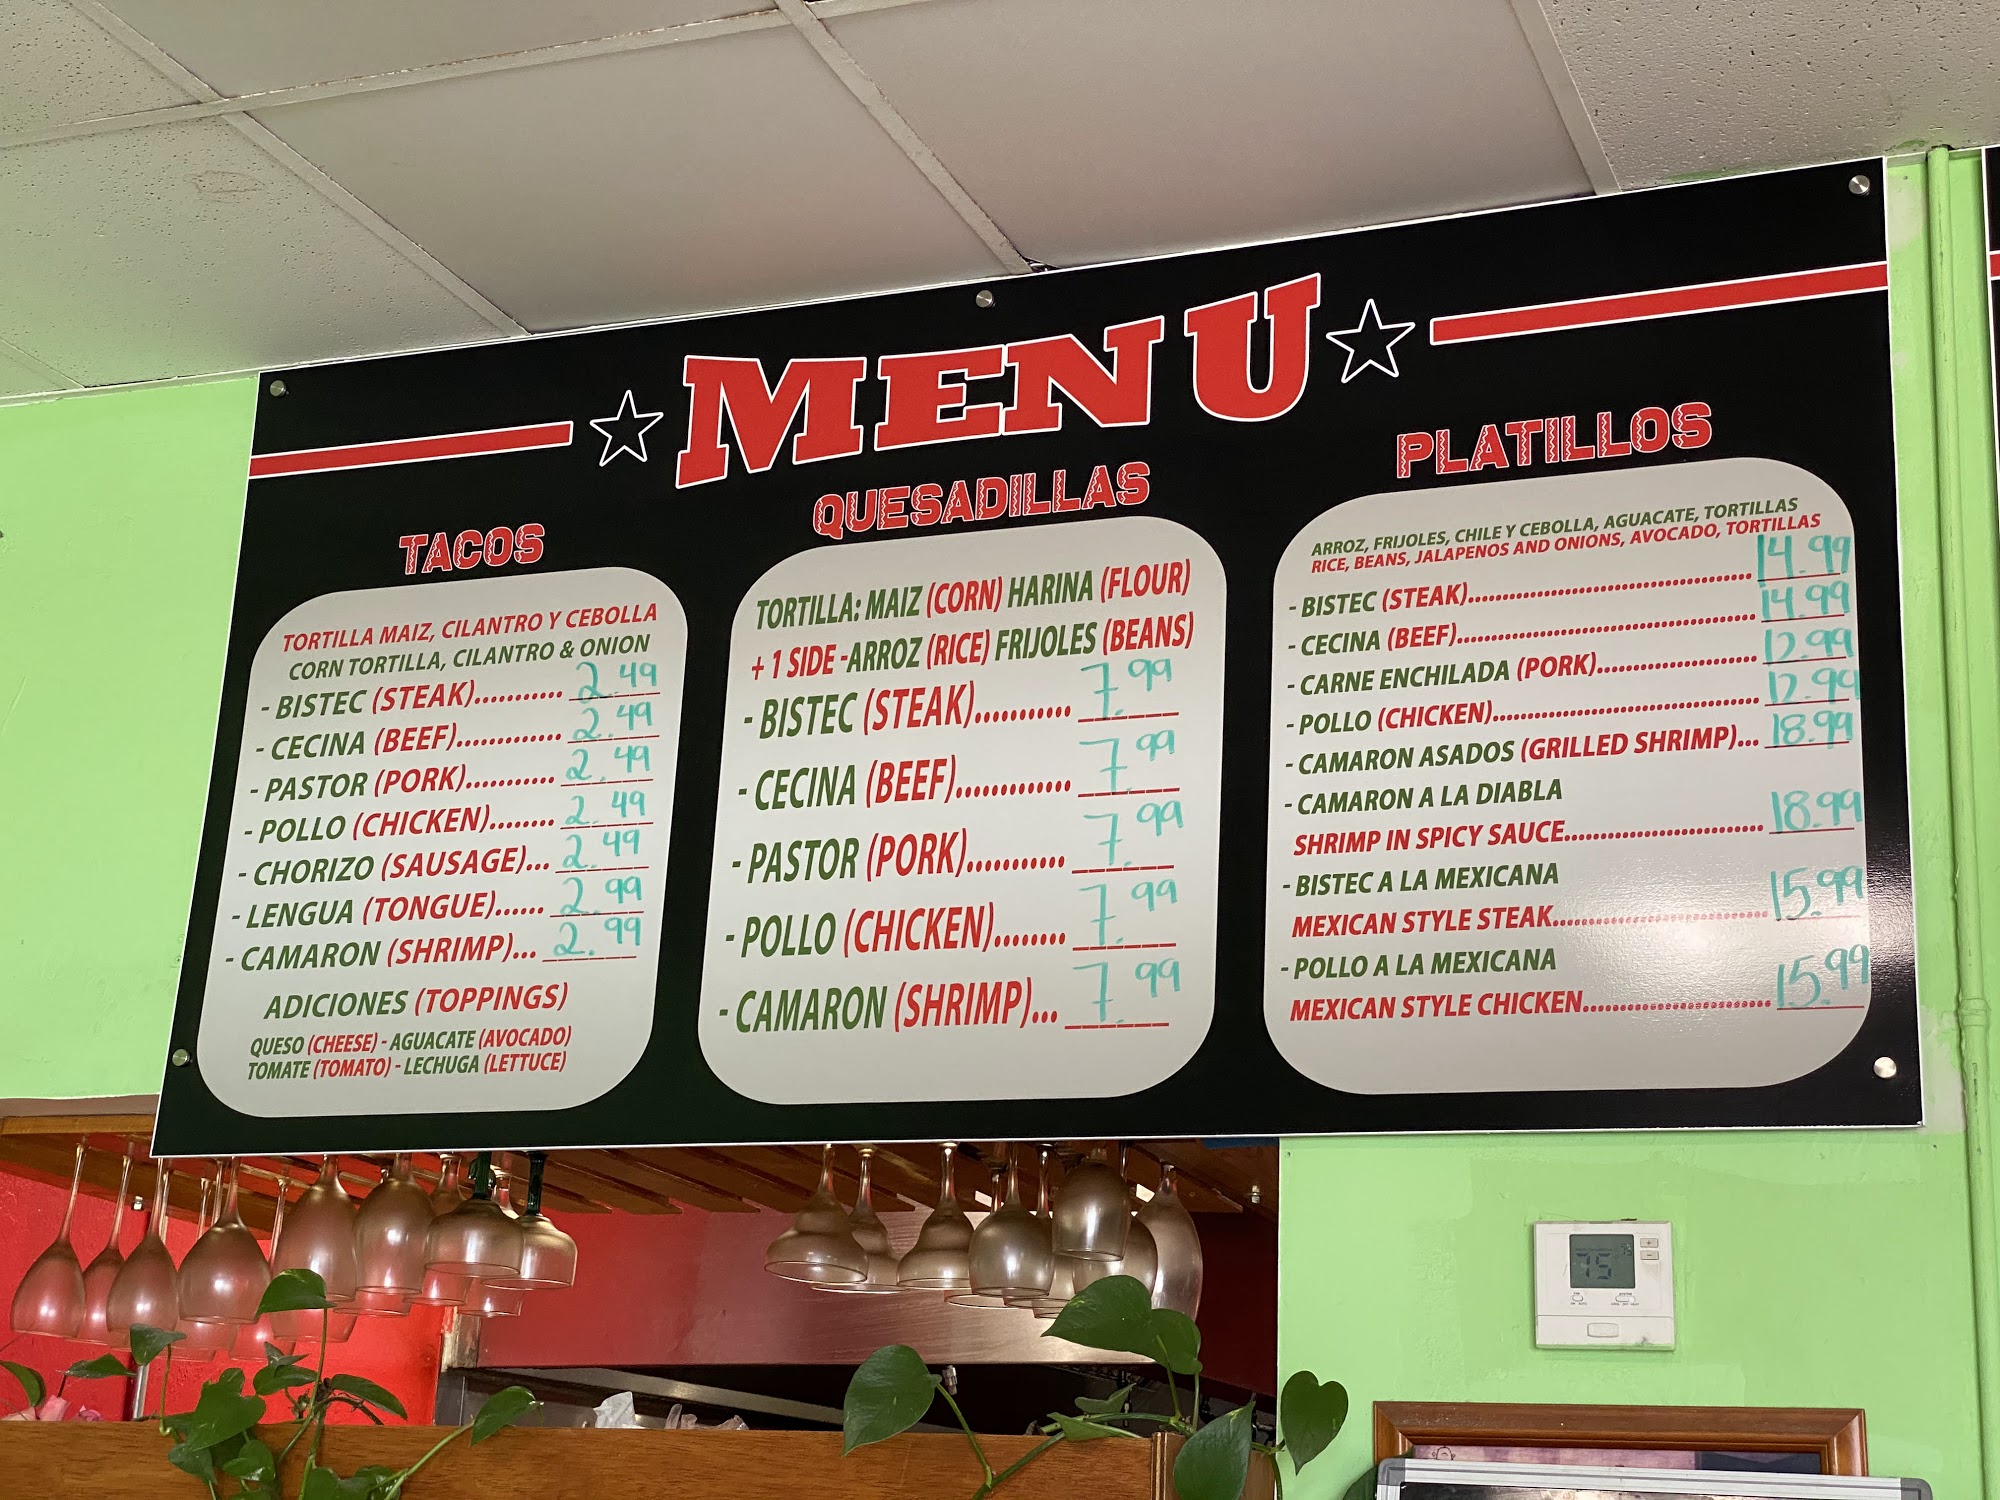 MENU
TACOS
TORTILLA MAIZ, CILANTRO Y CEBOLLA
CORN TORTILLA, CILANTRO & ONION
- BISTEC (STEAK)........... 2.49
- CECINA (BEEF)............. 2.49
- PASTOR (PORK)........... 2.49
- POLLO (CHICKEN)........ 2.49
- CHORIZO (SAUSAGE)... 2.49
- LENGUA (TONGUE)...... 2.99
- CAMARON (SHRIMP)... 2.99
ADICIONES (TOPPINGS)
QUESO (CHEESE) - AGUACATE (AVOCADO)
TOMATE (TOMATO) - LECHUGA (LETTUCE)
QUESADILLAS
TORTILLA: MAIZ (CORN) HARINA (FLOUR)
+ 1 SIDE -ARROZ (RICE) FRIJOLES (BEANS)
- BISTEC (STEAK)........... 7.99
- CECINA (BEEF)............. 7.99
- PASTOR (PORK)........... 7.99
- POLLO (CHICKEN)........ 7.99
- CAMARON (SHRIMP)... 7.99
PLATILLOS
ARROZ, FRIJOLES, CHILE Y CEBOLLA, AGUACATE, TORTILLAS
RICE, BEANS, JALAPENOS AND ONIONS, AVOCADO, TORTILLAS
- BISTEC (STEAK)........................................ 14.99
- CECINA (BEEF).......................................... 14.99
- CARNE ENCHILADA (PORK)...................... 12.99
- POLLO (CHICKEN)..................................... 12.99
- CAMARON ASADOS (GRILLED SHRIMP)... 18.99
- CAMARON A LA DIABLA
SHRIMP IN SPICY SAUCE............................ 18.99
- BISTEC A LA MEXICANA
MEXICAN STYLE STEAK.............................. 15.99
- POLLO A LA MEXICANA
MEXICAN STYLE CHICKEN.......................... 15.99
75